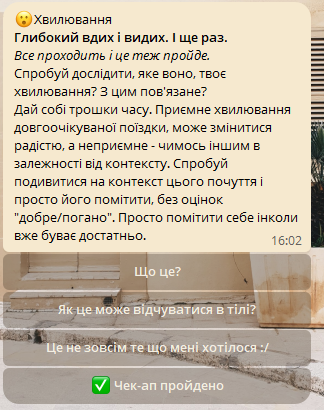 😮Хвилювання
Глибокий вдих і видих. І ще раз.
Все проходить і це теж пройде.
Спробуй дослідити, яке воно, твоє
хвилювання? З цим пов'язане?
Дай собі трошки часу. Приємне хвилювання
довгоочікуваної поїздки, може змінитися
радістю, а неприємне - чимось іншим в
залежності від контексту. Спробуй
подивитися на контекст цього почуття і
просто його помітити, без оцінок
"добре/погано". Просто помітити себе інколи
вже буває достатньо.
16:02
Що це?
Як це може відчуватися в тілі?
Це не зовсім те що мені хотілося :/
✅ Чек-ап пройдено